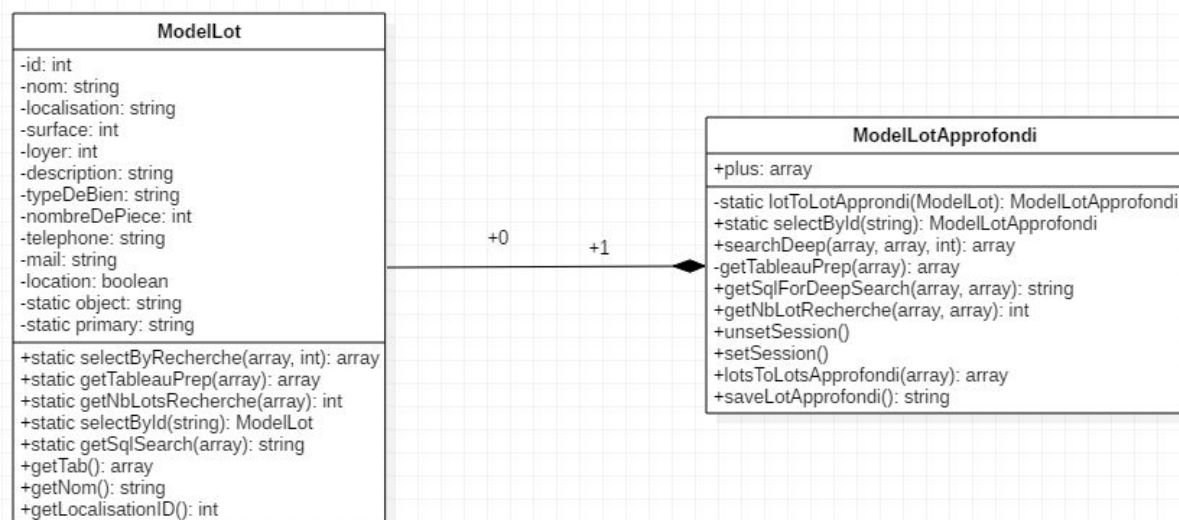 ModelLot
-id: int
-nom: string
-localisation: string
-surface: int
-loyer: int
-description: string
-typeDeBien: string
-nombreDePiece: int
-telephone: string
-mail: string
-location: boolean
-static object: string
-static primary: string
+static selectByRecherche(array, int): array
+static getTableauPrep(array): array
+static getNbLotsRecherche(array): int
+static selectById(string): ModelLot
+static getSqlSearch(array): string
+getTab(): array
+getNom(): string
+getLocalisationID(): int
+0
+1
ModelLotApprofondi
+plus: array
-static lotToLotApprondi(ModelLot): ModelLotApprofondi
+static selectById(string): ModelLotApprofondi
+searchDeep(array, array, int): array
-getTableauPrep(array): array
+getSqlForDeepSearch(array, array): string
+getNbLotRecherche(array, array): int
+unsetSession()
+setSession()
+lotsToLotsApprofondi(array): array
+saveLotApprofondi(): string